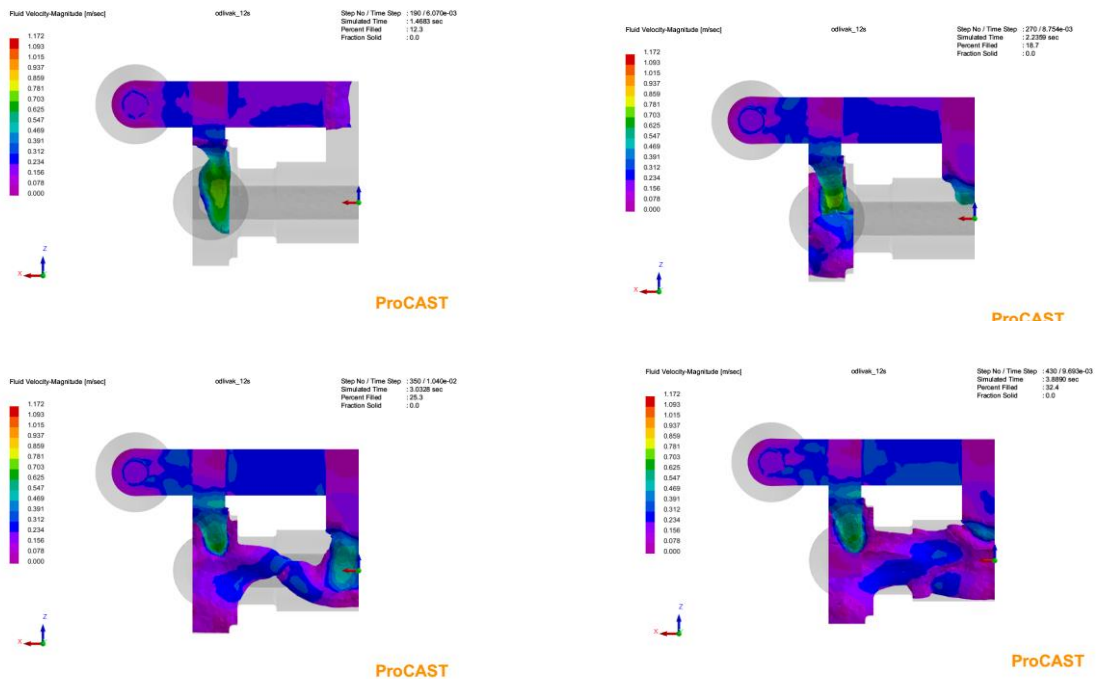 Fluid Velocity-Magnitude [m/sec]
odlivak_12s
Step No / Time Step : 190 / 6.070e-03
Simulated Time : 1.4683 sec
Percent Filled : 12.3
Fraction Solid : 0.0
1.172
1.093
1.015
0.937
0.859
0.781
0.703
0.625
0.547
0.469
0.391
0.312
0.234
0.156
0.078
0.000
Z
X
ProCAST
Fluid Velocity-Magnitude [m/sec]
odlivak_12s
Step No / Time Step : 270 / 8.754e-03
Simulated Time : 2.2359 sec
Percent Filled : 18.7
Fraction Solid : 0.0
1.172
1.093
1.015
0.937
0.859
0.781
0.703
0.625
0.547
0.469
0.391
0.312
0.234
0.156
0.078
0.000
Z
X
ProCAST
Fluid Velocity-Magnitude [m/sec]
odlivak_12s
Step No / Time Step : 350 / 1.040e-02
Simulated Time : 3.0328 sec
Percent Filled : 25.3
Fraction Solid : 0.0
1.172
1.093
1.015
0.937
0.859
0.781
0.703
0.625
0.547
0.469
0.391
0.312
0.234
0.156
0.078
0.000
Z
X
ProCAST
Fluid Velocity-Magnitude [m/sec]
odlivak_12s
Step No / Time Step : 430 / 9.693e-03
Simulated Time : 3.8890 sec
Percent Filled : 32.4
Fraction Solid : 0.0
1.172
1.093
1.015
0.937
0.859
0.781
0.703
0.625
0.547
0.469
0.391
0.312
0.234
0.156
0.078
0.000
Z
X
ProCAST